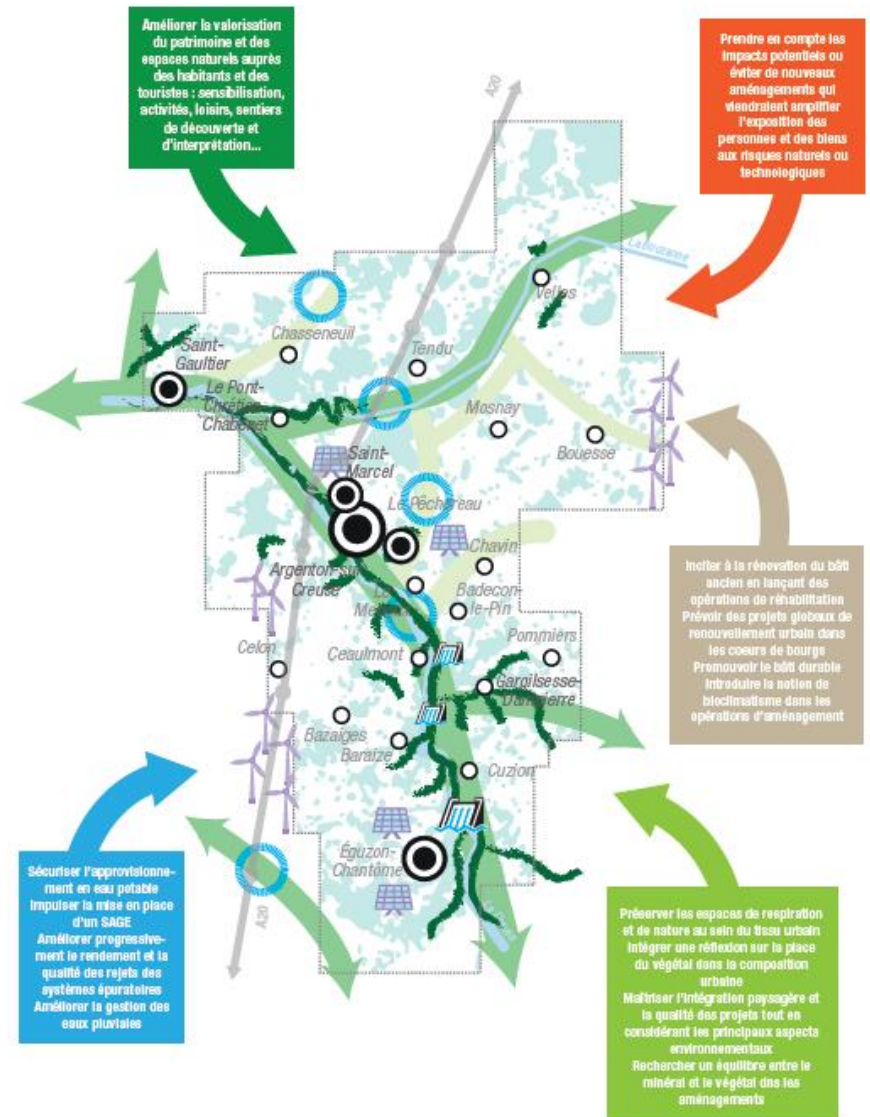 Améliorer la valorisation
du patrimoine et des
espaces naturels auprès
des habitants et des
touristes : sensibilisation,
activités, loisirs, sentiers
de découverte et
d'interprétation...
Prendre en compte les
impacts potentiels ou
éviter de nouveaux
aménagements qui
viendraient amplifier
l'exposition des
personnes et des biens
aux risques naturels ou
technologiques
A20
Velles
Chasseneuil
Tendu
Saint-
Gaultier
Le Pont-
Chrétien-
Chabenet
Mosnay
Bouesse
Saint-
Marcel
Le Pêchereau
Chavin
Argenton-sur
Creuse
Badecon-
le-Pin
Pommiers
Celon
Ceaulmont
Gargilsesse-
Dampierre
Bazaiges
Baraize
Cuzion
Éguzon-
Chantôme
A20
Inciter à la rénovation du bâti
ancien en lançant des
opérations de réhabilitation
Prévoir des projets globaux de
renouvellement urbain dans
les coeurs de bourgs
Promouvoir le bâti durable
Introduire la notion de
bioclimatisme dans les
opérations d'aménagement
Sécuriser l'approvisionne-
ment en eau potable
Impulser la mise en place
d'un SAGE
Améliorer progressive-
ment le rendement et la
qualité des rejets des
systèmes épuratoires
Améliorer la gestion des
eaux pluviales
Préserver les espaces de respiration
et de nature au sein du tissu urbain
Intégrer une réflexion sur la place
du végétal dans la composition
urbaine
Maîtriser l'intégration paysagère et
la qualité des projets tout en
considérant les principaux aspects
environnementaux
Rechercher un équilibre entre le
minéral et le végétal dns les
aménagements